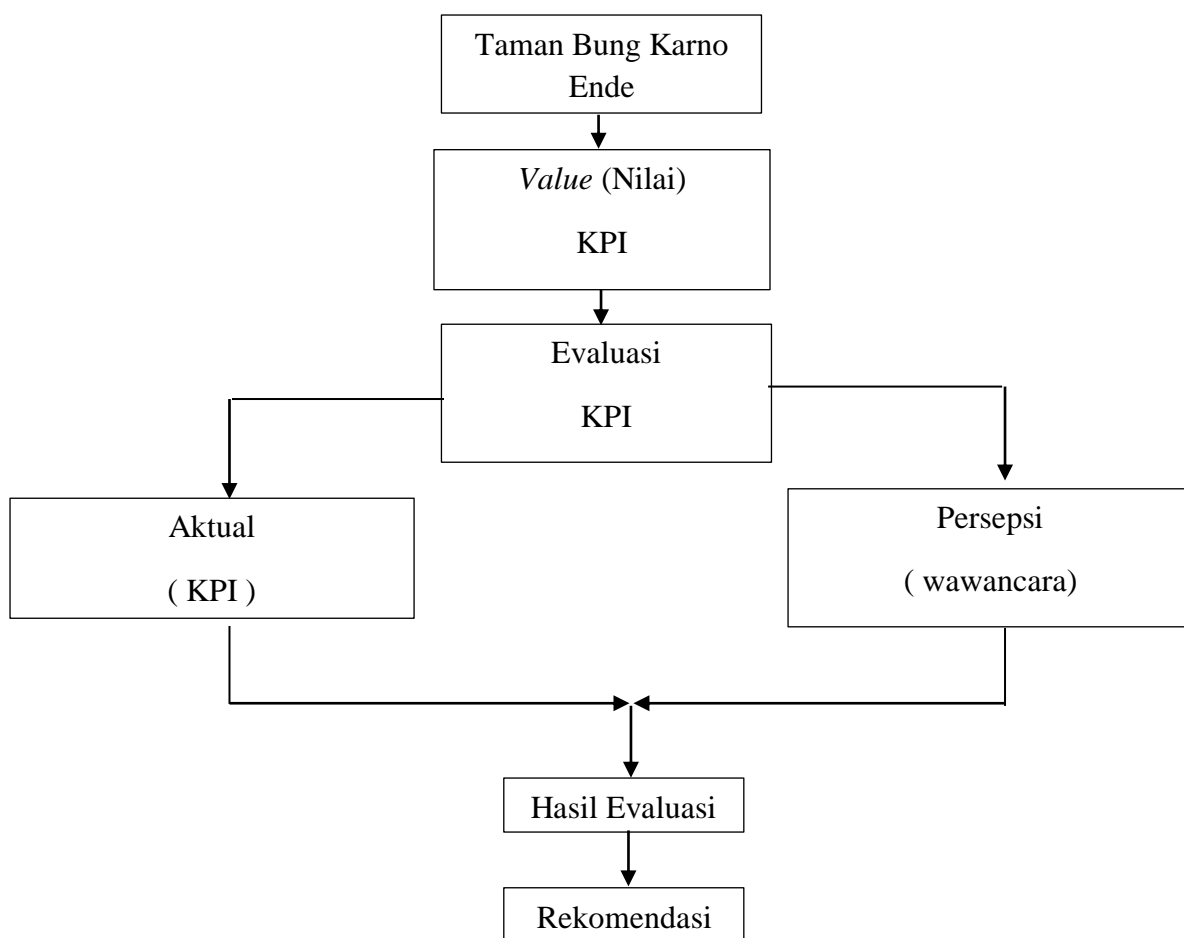 Taman Bung Karno
Ende
Value (Nilai)
KPI
Evaluasi
KPI
Aktual
( KPI )
Persepsi
( wawancara)
Hasil Evaluasi
Rekomendasi